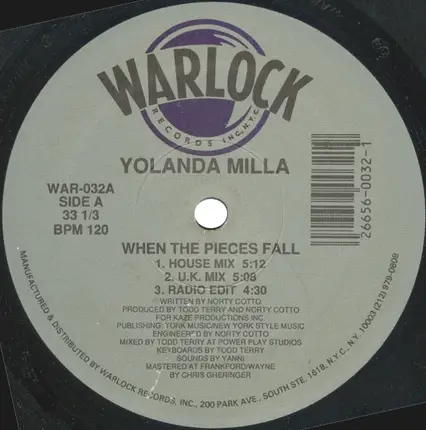 WARLOCK
RECORDS INC. N.Y.C.
YOLANDA MILLA
WAR-032A
SIDE A
33 1/3
BPM 120
26656-0032-1
WHEN THE PIECES FALL
1. HOUSE MIX 5:12
2. U.K. MIX 5:08
3. RADIO EDIT 4:30
WRITTEN BY NORTY COTTO
PRODUCED BY TODD TERRY AND NORTY COTTO
FOR KAZE PRODUCTIONS INC.
PUBLISHING: TORK MUSIC/NEW YORK STYLE MUSIC
ENGINEERED BY NORTY COTTO
MIXED BY TODD TERRY AT POWER PLAY STUDIOS
KEYBOARDS BY TODD TERRY
SOUNDS BY YANNI
MASTERED AT FRANKFORD/WAYNE
BY CHRIS GHERINGER
MANUFACTURED & DISTRIBUTED BY WARLOCK RECORDS, INC., 200 PARK AVE., SOUTH STE. 1818, N.Y.C., N.Y. 10003 (212) 979-0808